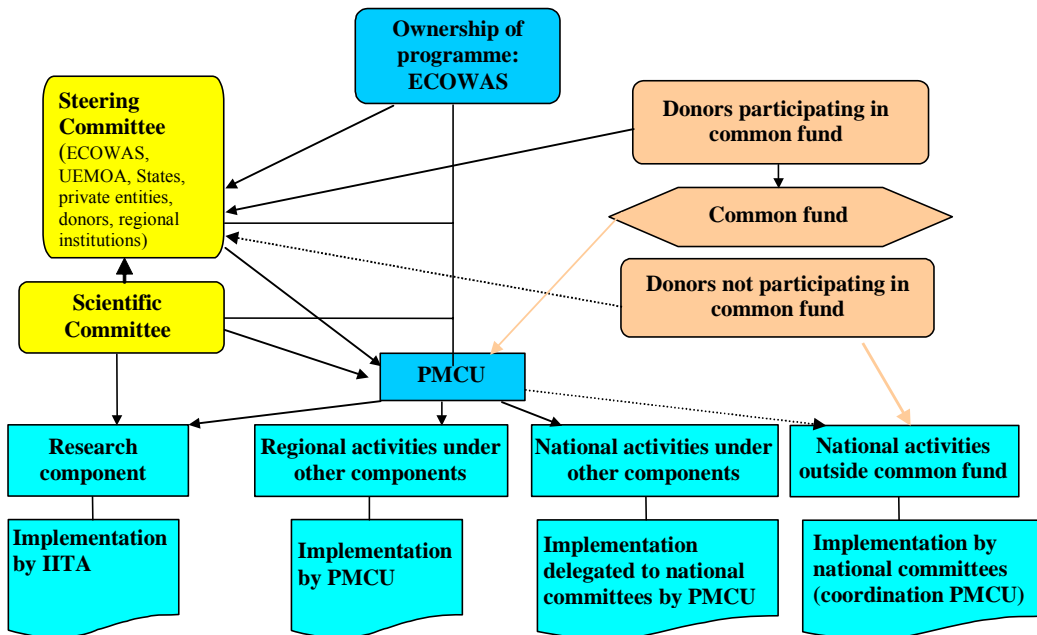 Ownership of
programme:
ECOWAS
Steering
Committee
(ECOWAS,
UEMOA, States,
private entities,
donors, regional
institutions)
Donors participating in
common fund
Common fund
Donors not participating in
common fund
Scientific
Committee
PMCU
Research
component
Regional activities under
other components
National activities under
other components
National activities
outside common fund
Implementation
by IITA
Implementation
by PMCU
Implementation
delegated to national
committees by PMCU
Implementation by
national committees
(coordination PMCU)